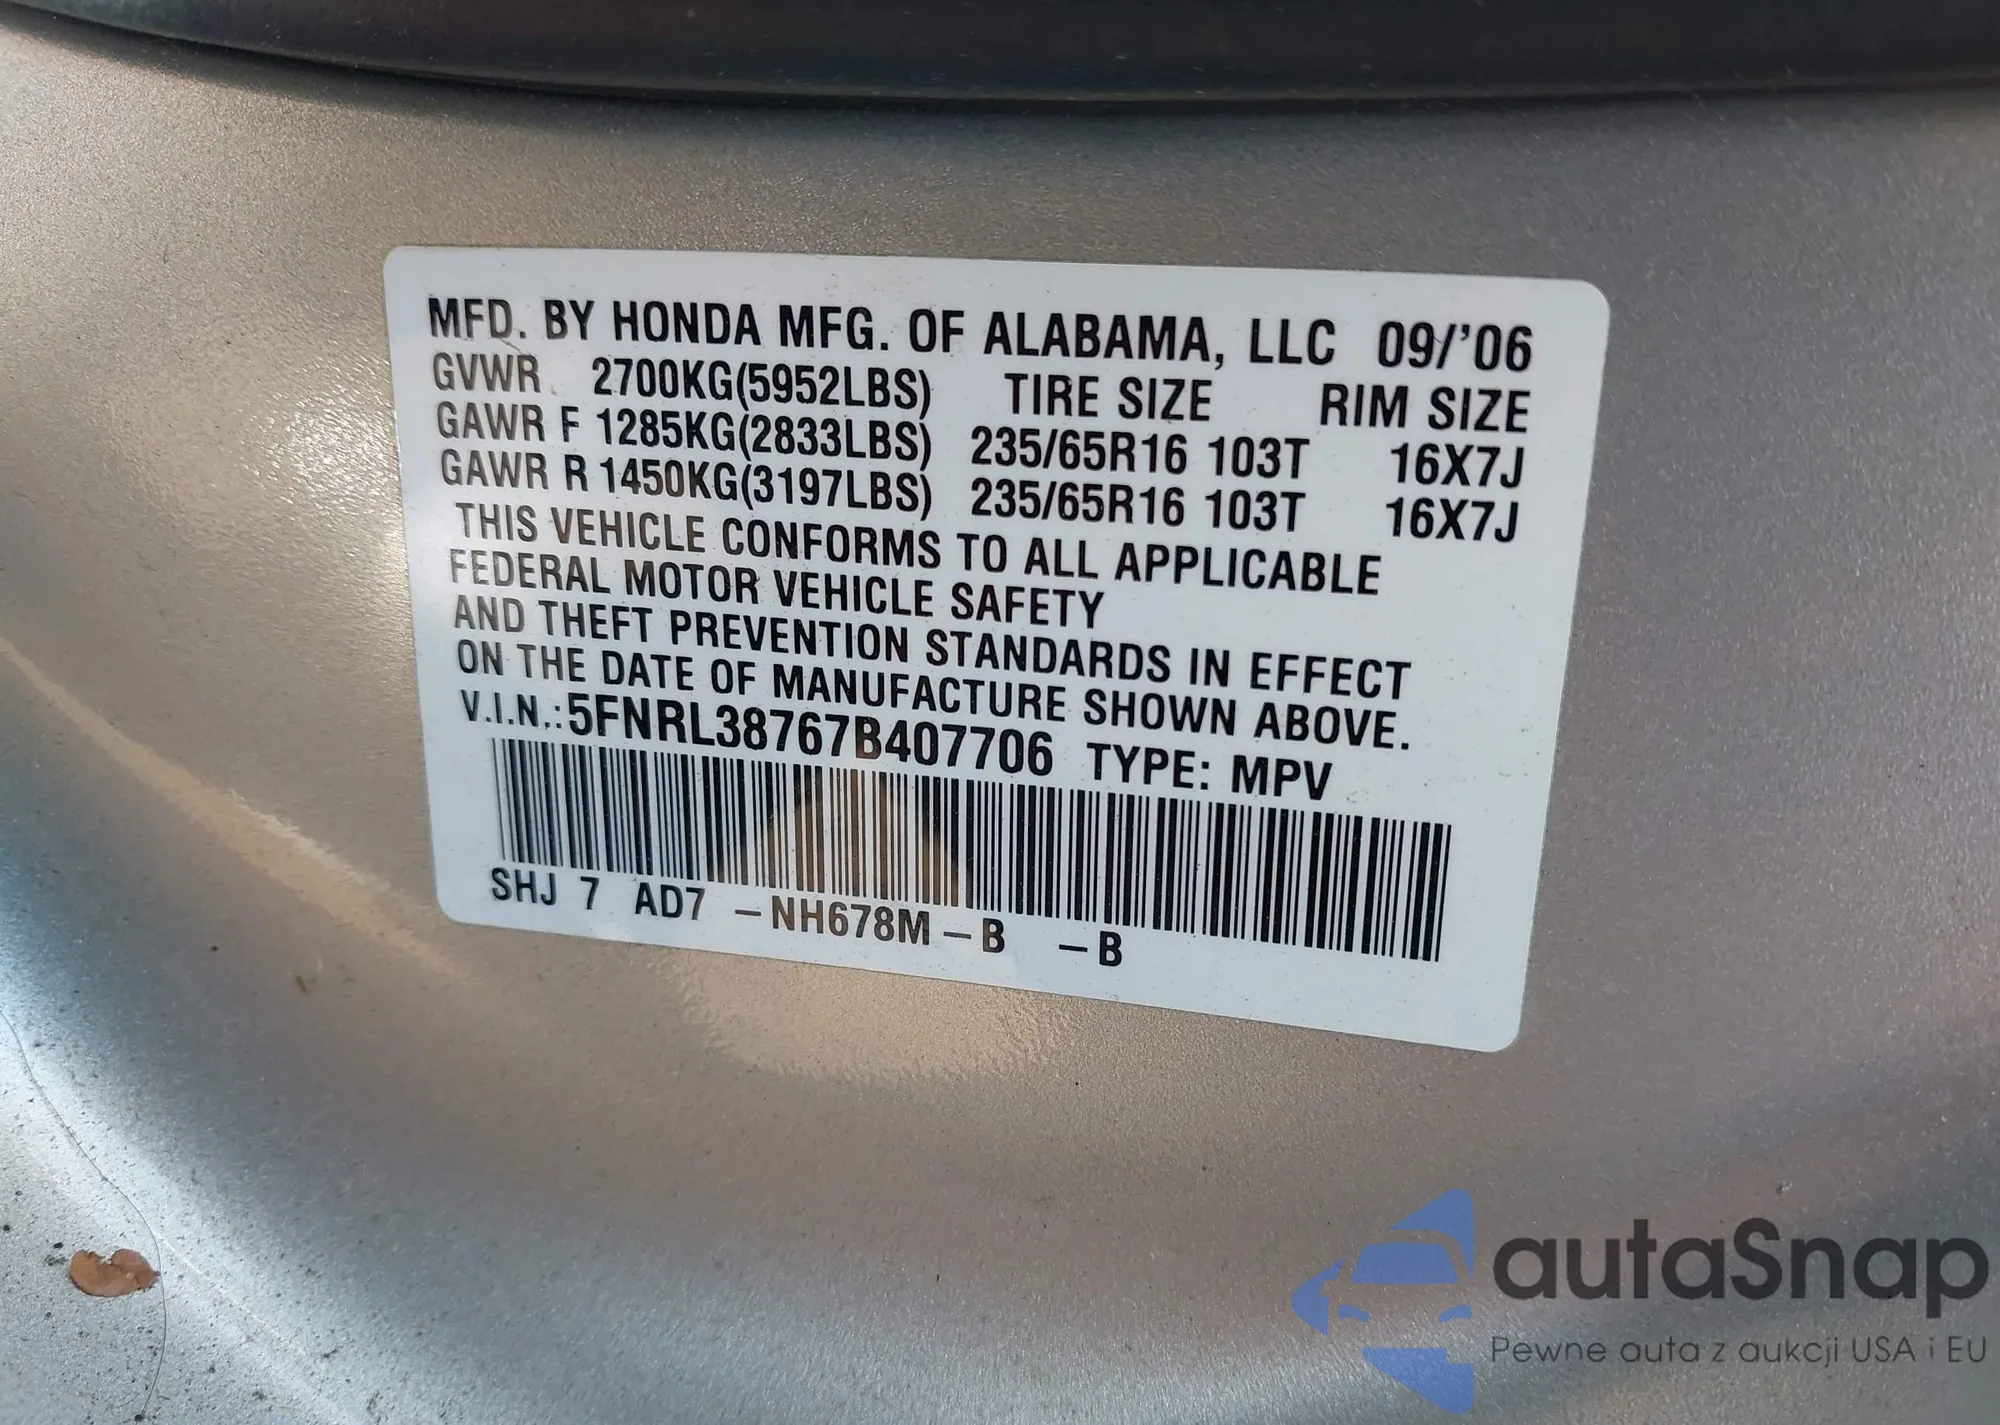 MFD. BY HONDA MFG. OF ALABAMA, LLC 09/'06
GVWR 2700KG(5952LBS) TIRE SIZE RIM SIZE
GAWR F 1285KG(2833LBS) 235/65R16 103T 16X7J
GAWR R 1450KG(3197LBS) 235/65R16 103T 16X7J
THIS VEHICLE CONFORMS TO ALL APPLICABLE
FEDERAL MOTOR VEHICLE SAFETY
AND THEFT PREVENTION STANDARDS IN EFFECT
ON THE DATE OF MANUFACTURE SHOWN ABOVE.
V.I.N.:5FNRL38767B407706 TYPE: MPV
SHJ 7 AD7 -NH678M-B -B
autaSnap
Pewne auta z aukcji USA i EU